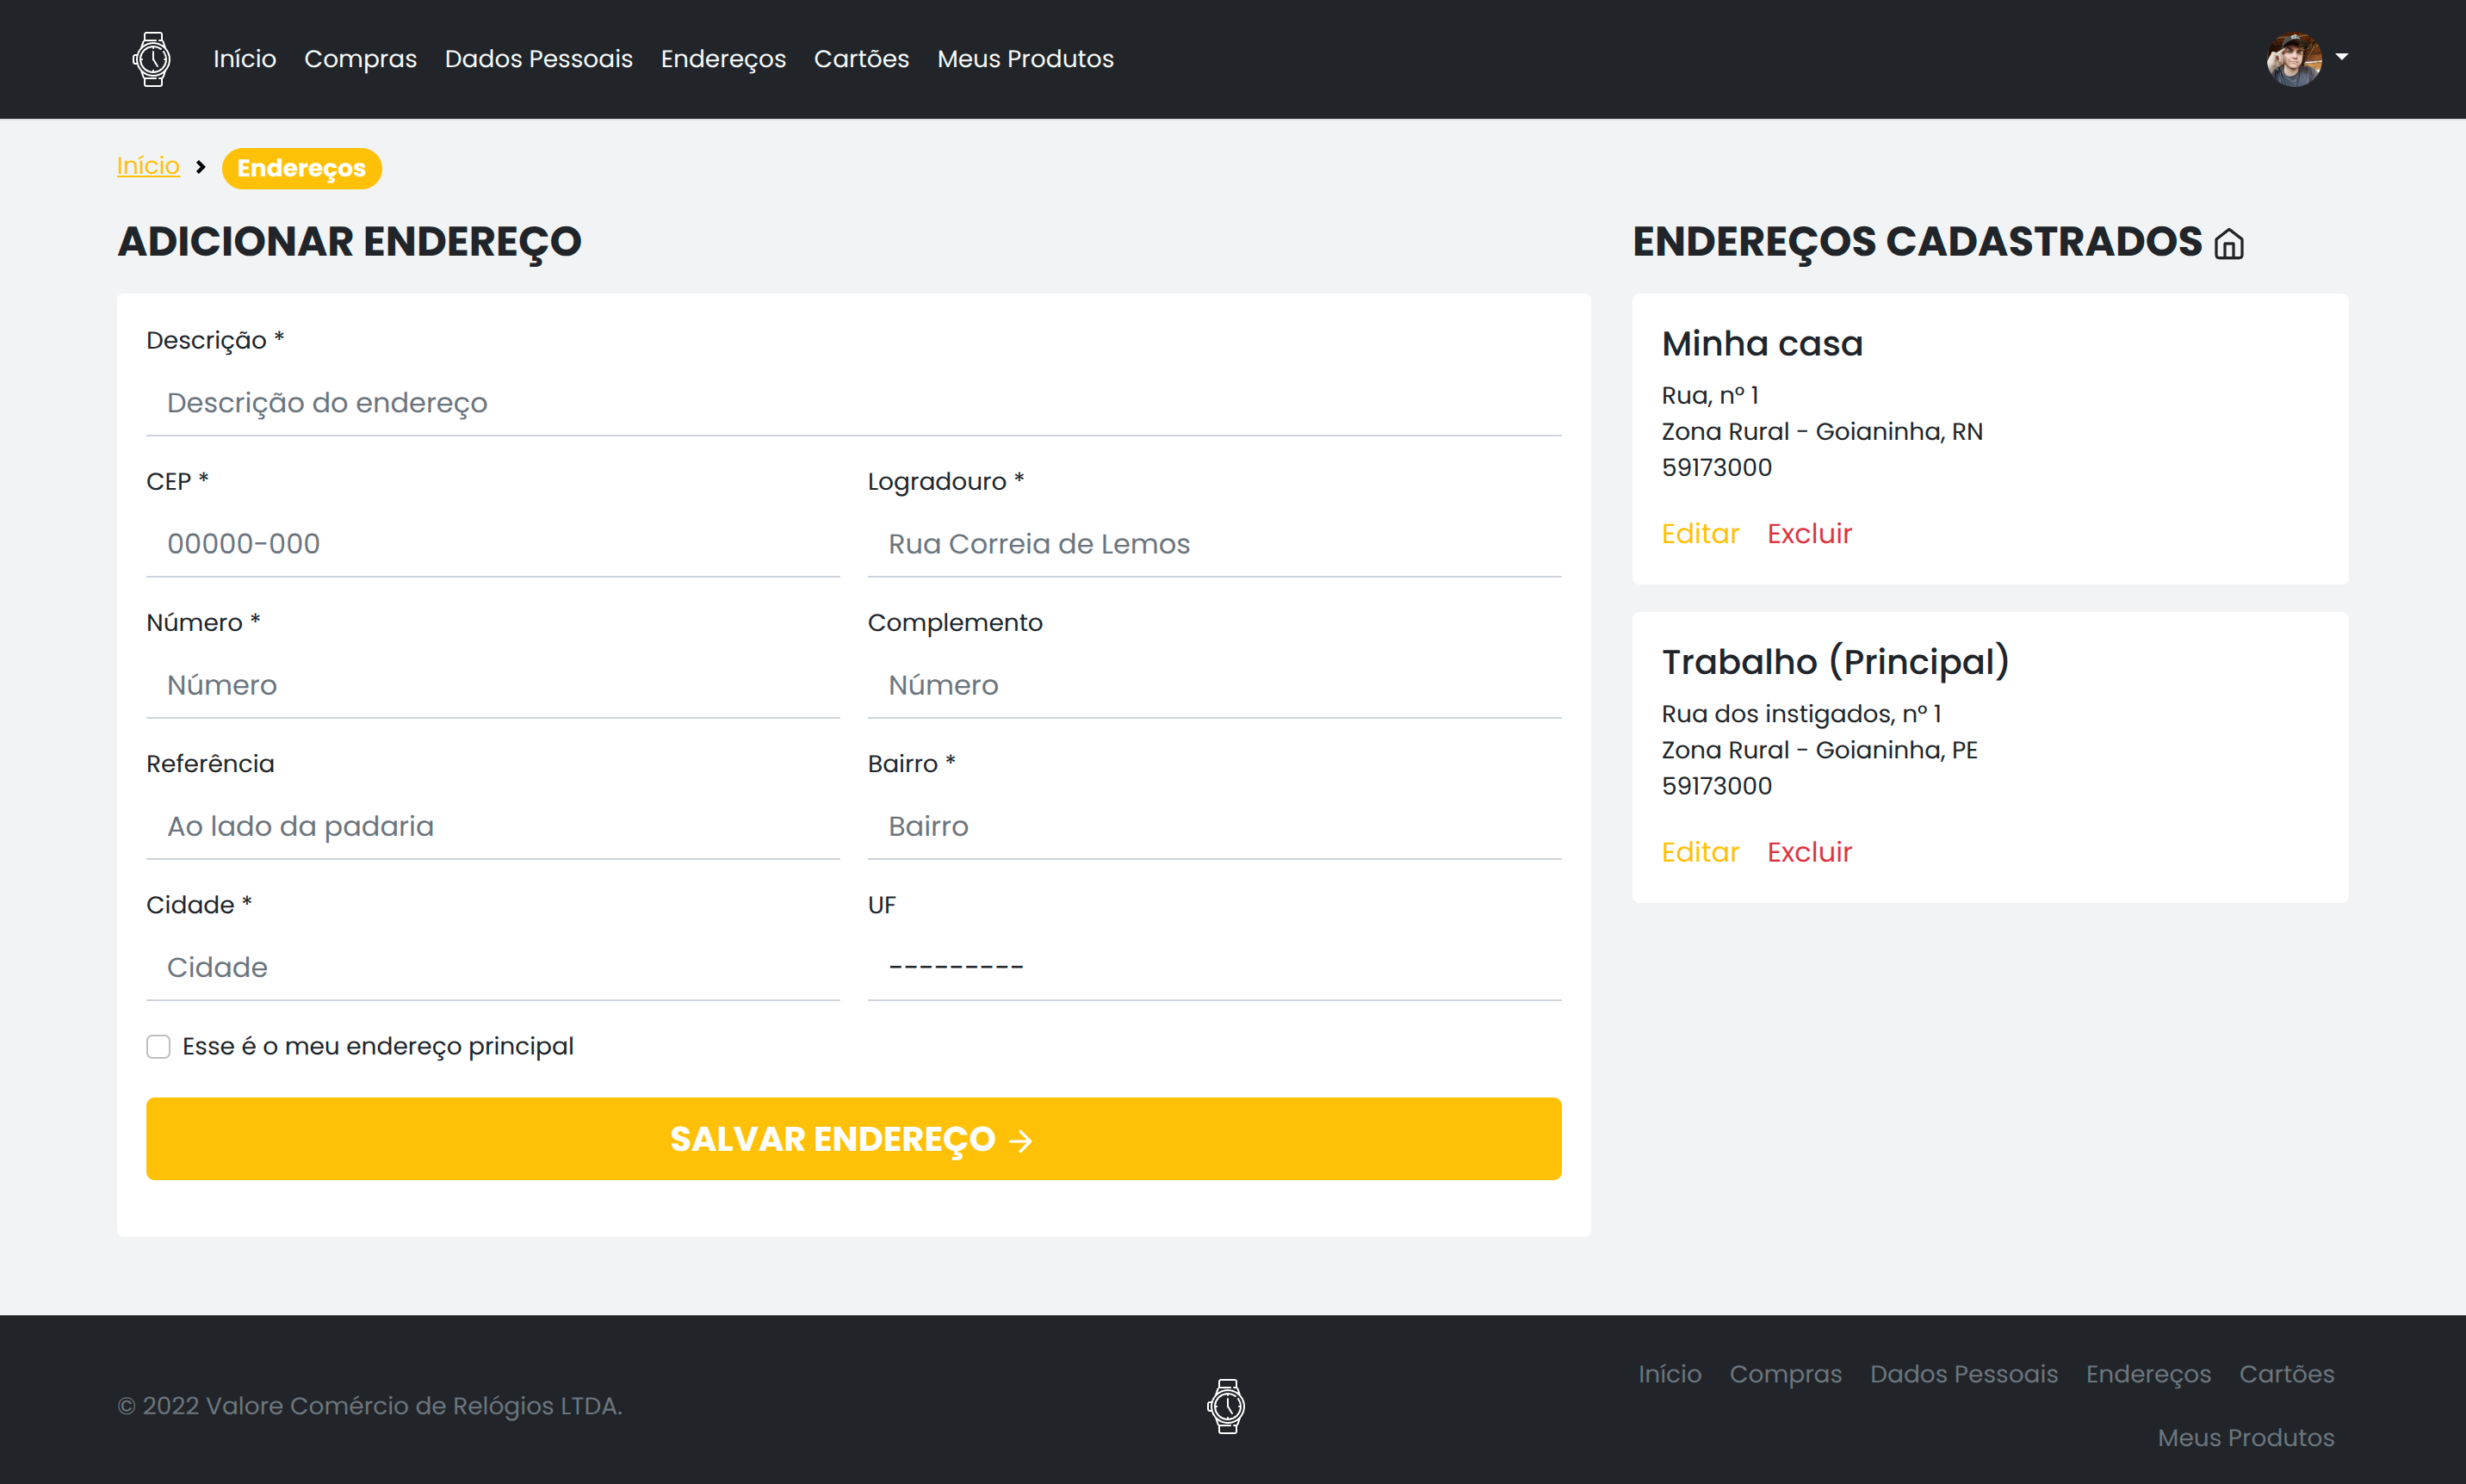 Início Compras Dados Pessoais Endereços Cartões Meus Produtos
Início > Endereços
ADICIONAR ENDEREÇO
Descrição *
Descrição do endereço
CEP * Logradouro *
00000-000 Rua Correia de Lemos
Número * Complemento
Número Número
Referência Bairro *
Ao lado da padaria Bairro
Cidade * UF
Cidade ---------
Esse é o meu endereço principal
SALVAR ENDEREÇO →
ENDEREÇOS CADASTRADOS
Minha casa
Rua, nº 1
Zona Rural - Goianinha, RN
59173000
Editar Excluir
Trabalho (Principal)
Rua dos instigados, nº 1
Zona Rural - Goianinha, PE
59173000
Editar Excluir
© 2022 Valore Comércio de Relógios LTDA.
Início Compras Dados Pessoais Endereços Cartões
Meus Produtos